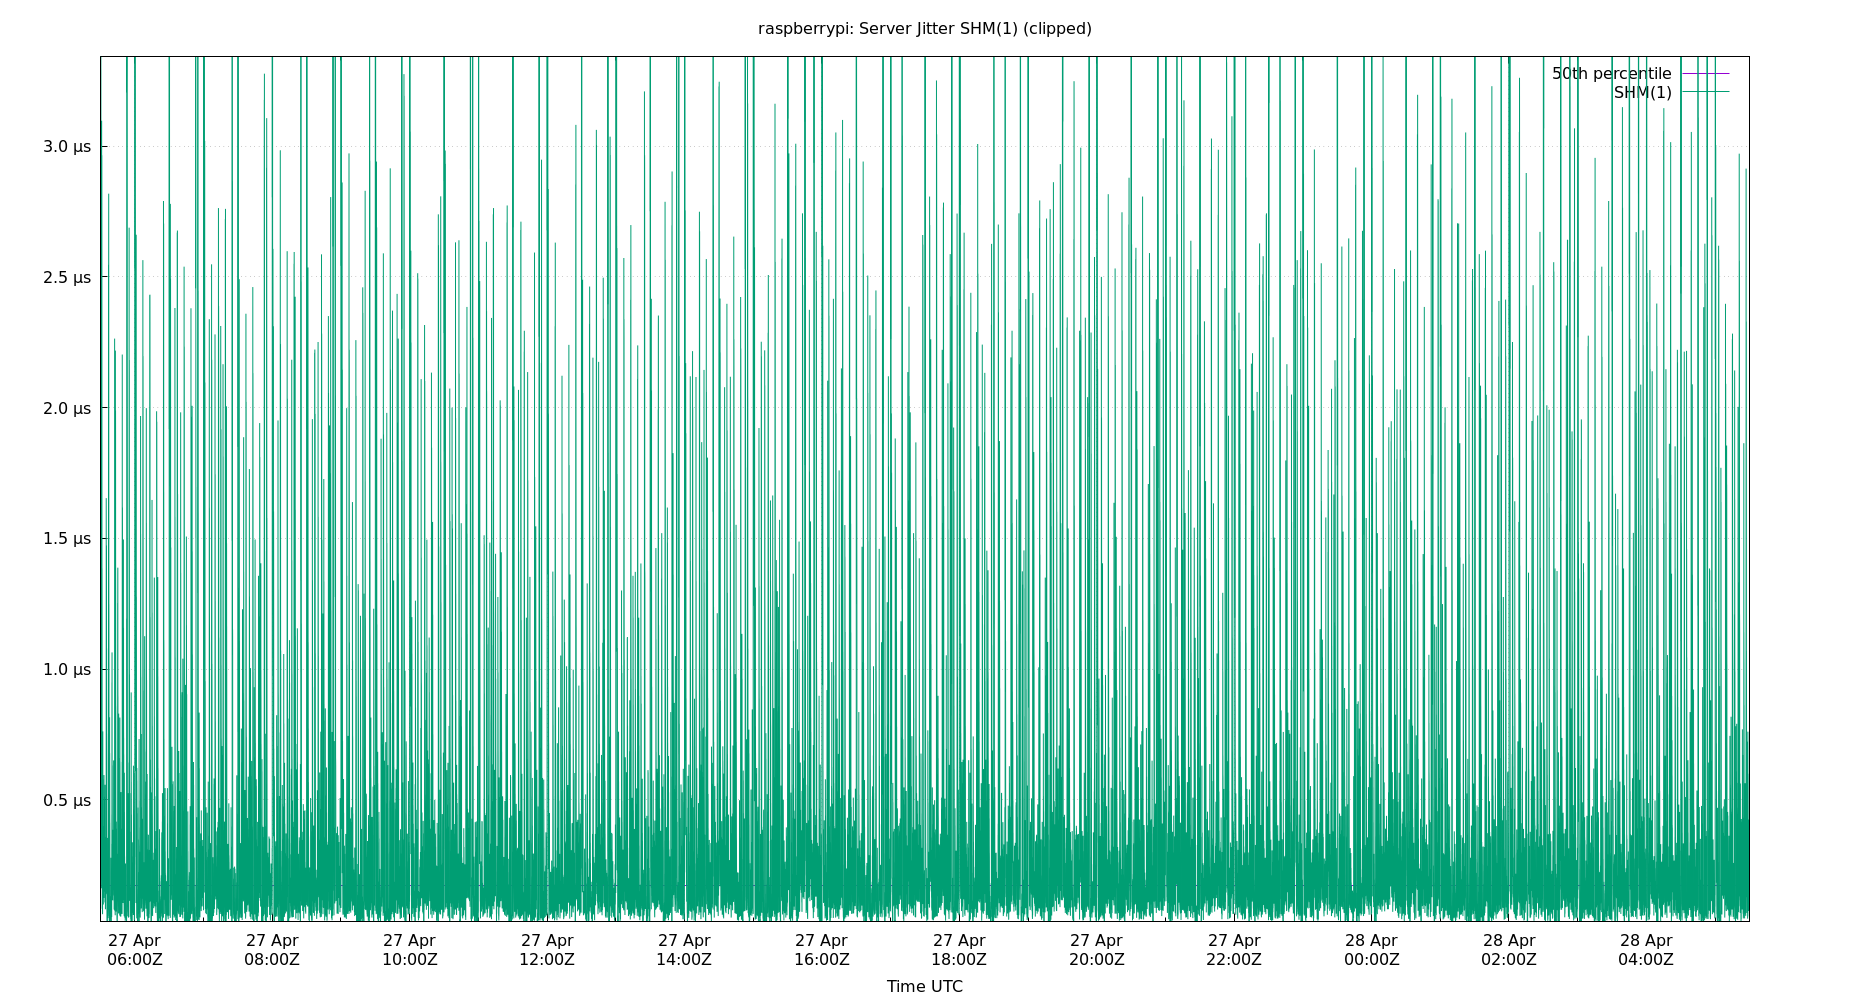 raspberrypi: Server Jitter SHM(1) (clipped)
50th percentile
SHM(1)
3.0 µs
2.5 µs
2.0 µs
1.5 µs
1.0 µs
0.5 µs
27 Apr 27 Apr 27 Apr 27 Apr 27 Apr 27 Apr 27 Apr 27 Apr 27 Apr 28 Apr 28 Apr 28 Apr
06:00Z 08:00Z 10:00Z 12:00Z 14:00Z 16:00Z 18:00Z 20:00Z 22:00Z 00:00Z 02:00Z 04:00Z
Time UTC